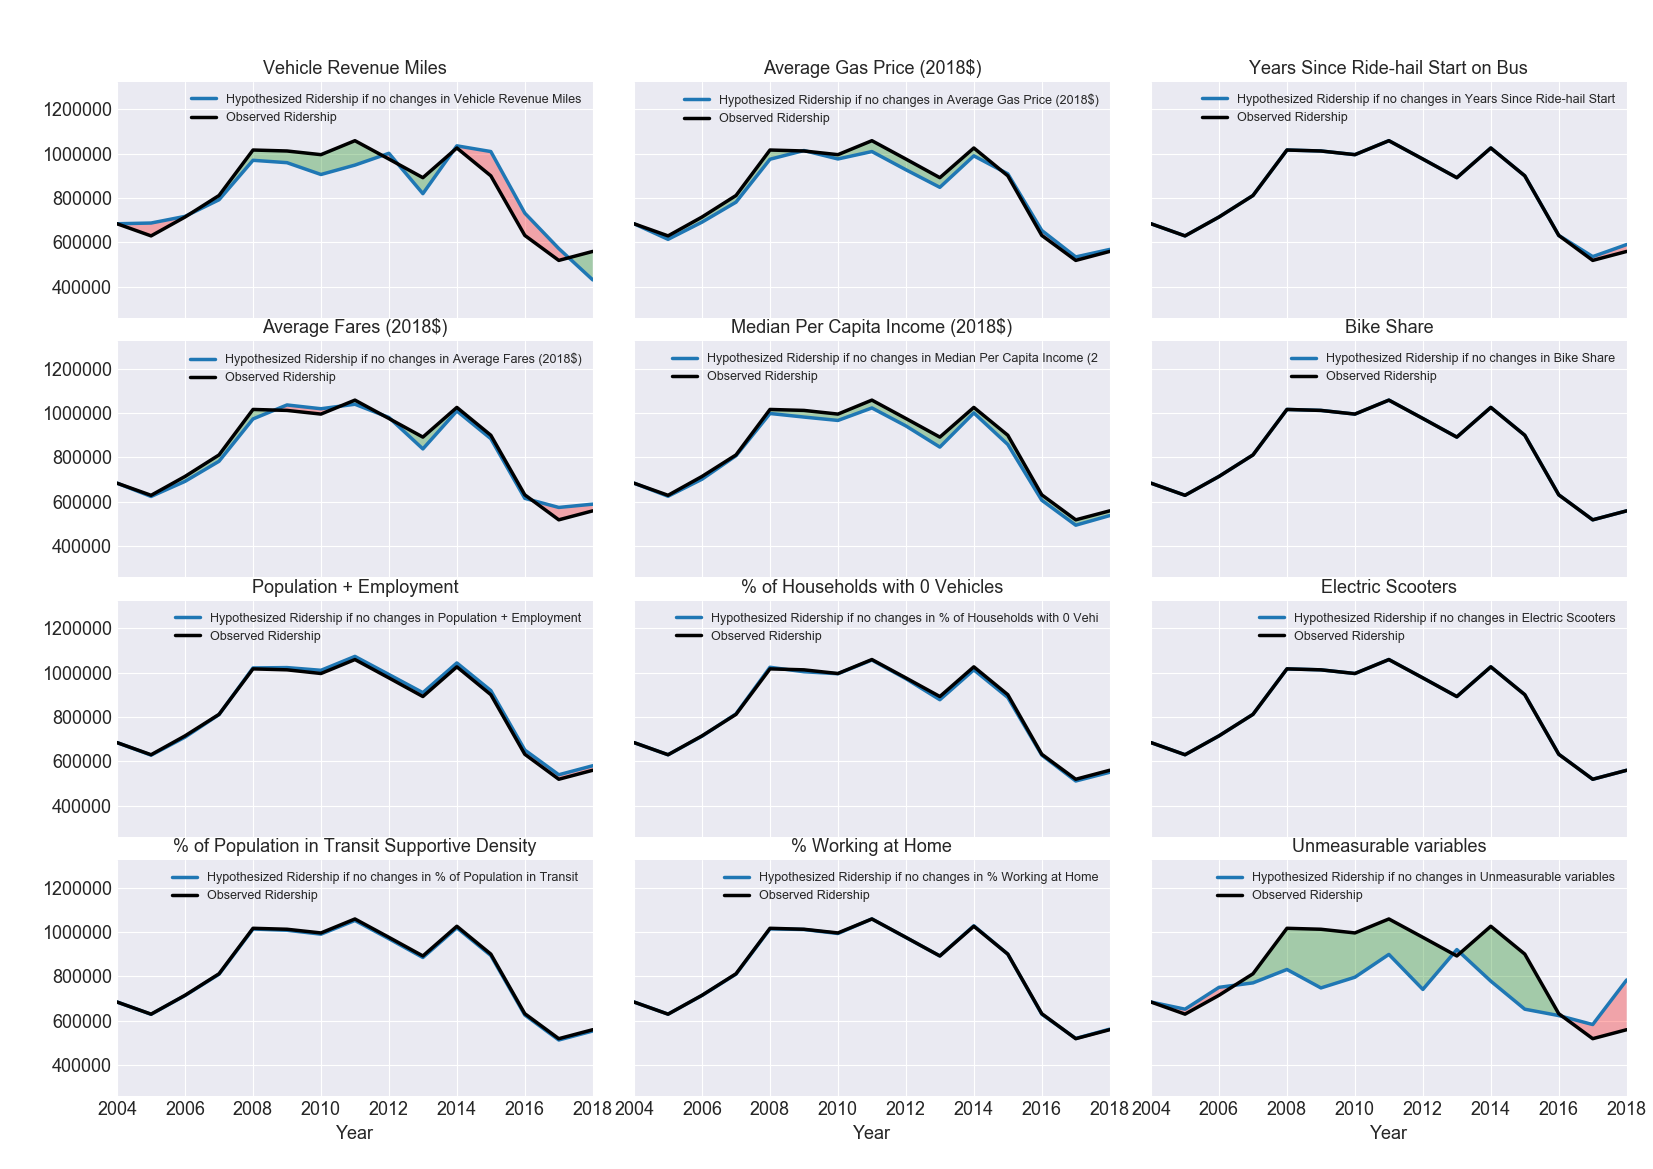 Vehicle Revenue Miles
Hypothesized Ridership if no changes in Vehicle Revenue Miles
Observed Ridership
1200000
1000000
800000
600000
400000
Average Gas Price (2018$)
Hypothesized Ridership if no changes in Average Gas Price (2018$)
Observed Ridership
Years Since Ride-hail Start on Bus
Hypothesized Ridership if no changes in Years Since Ride-hail Start
Observed Ridership
Average Fares (2018$)
Hypothesized Ridership if no changes in Average Fares (2018$)
Observed Ridership
1200000
1000000
800000
600000
400000
Median Per Capita Income (2018$)
Hypothesized Ridership if no changes in Median Per Capita Income (2
Observed Ridership
Bike Share
Hypothesized Ridership if no changes in Bike Share
Observed Ridership
Population + Employment
Hypothesized Ridership if no changes in Population + Employment
Observed Ridership
1200000
1000000
800000
600000
400000
% of Households with 0 Vehicles
Hypothesized Ridership if no changes in % of Households with 0 Vehi
Observed Ridership
Electric Scooters
Hypothesized Ridership if no changes in Electric Scooters
Observed Ridership
% of Population in Transit Supportive Density
Hypothesized Ridership if no changes in % of Population in Transit
Observed Ridership
1200000
1000000
800000
600000
400000
2004 2006 2008 2010 2012 2014 2016 2018
Year
% Working at Home
Hypothesized Ridership if no changes in % Working at Home
Observed Ridership
2004 2006 2008 2010 2012 2014 2016 2018
Year
Unmeasurable variables
Hypothesized Ridership if no changes in Unmeasurable variables
Observed Ridership
2004 2006 2008 2010 2012 2014 2016 2018
Year